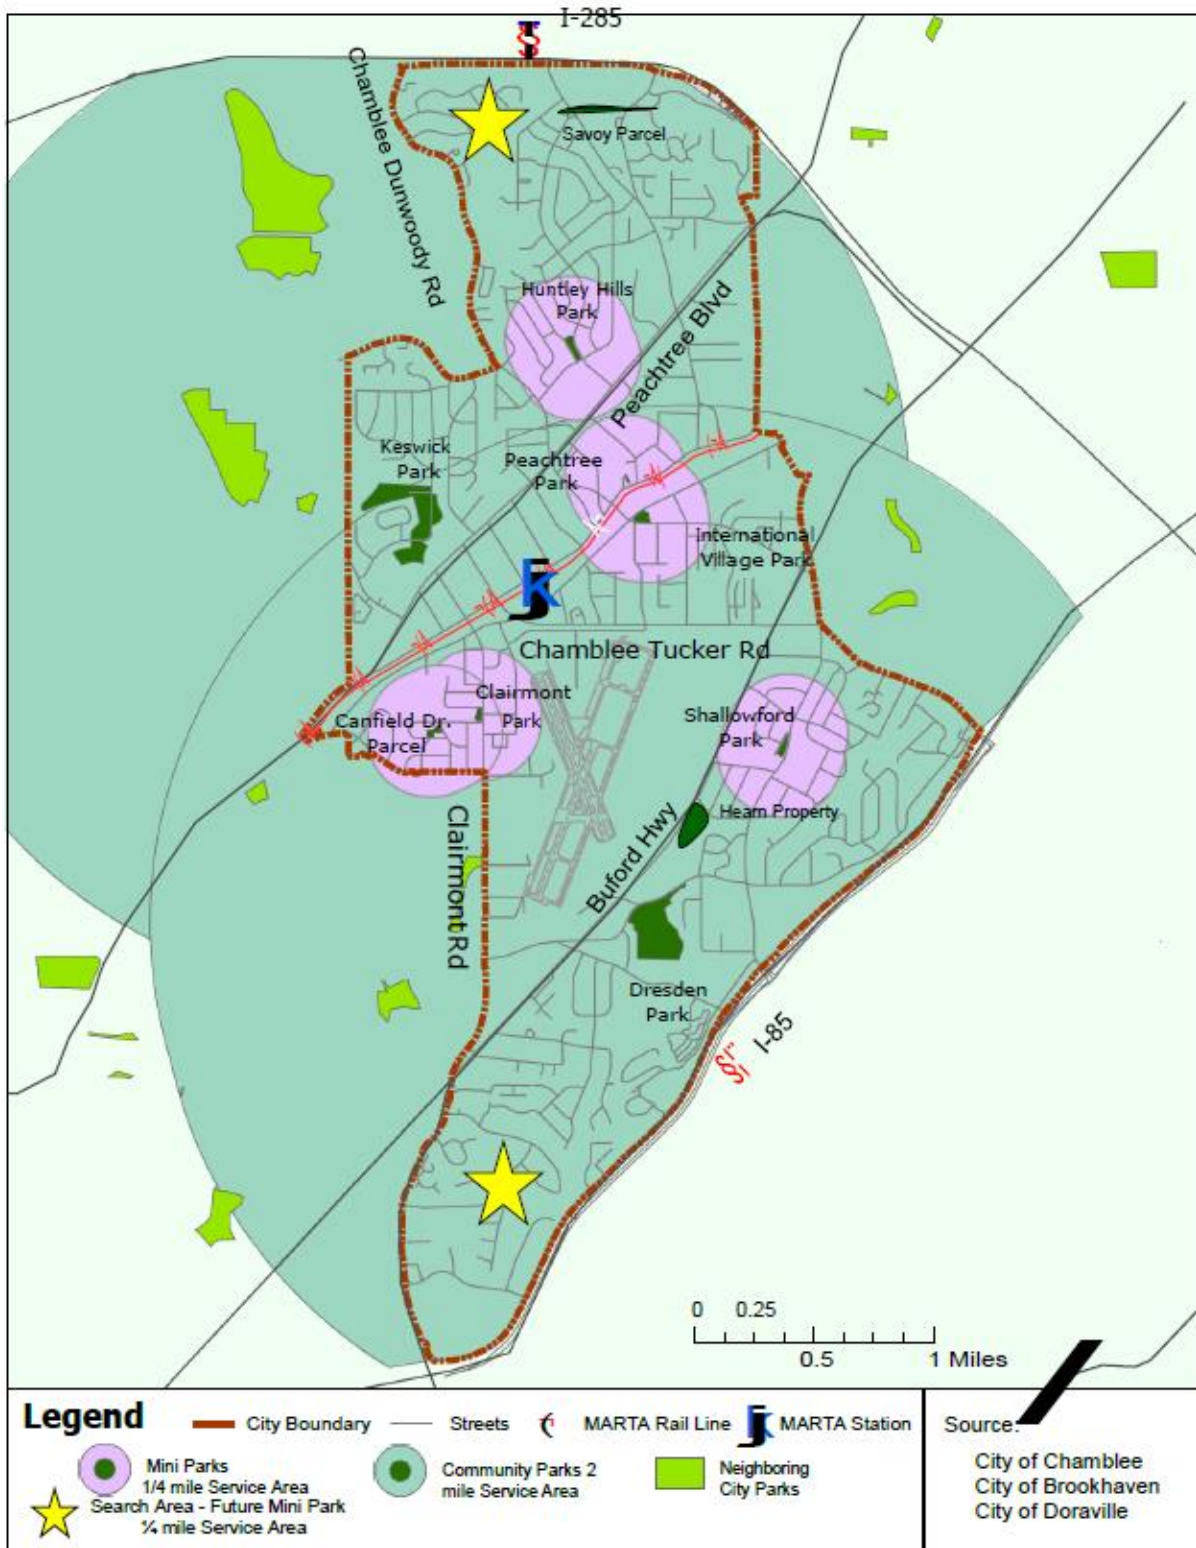 I-285
Chamblee Dunwoody Rd
Savoy Parcel
Huntley Hills
Park
Peachtree Blvd
Keswick
Park
Peachtree
Park
International
Village Park
Chamblee Tucker Rd
Clairmont
Park
Canfield Dr.
Parcel
Shallowford
Park
Hearn Property
Clairmont Rd
Buford Hwy
Dresden
Park
I-85
0 0.25
0.5 1 Miles
Legend
City Boundary
Streets
MARTA Rail Line
MARTA Station
Mini Parks
1/4 mile Service Area
Community Parks 2
mile Service Area
Neighboring
City Parks
Search Area - Future Mini Park
¼ mile Service Area
Source:
City of Chamblee
City of Brookhaven
City of Doraville